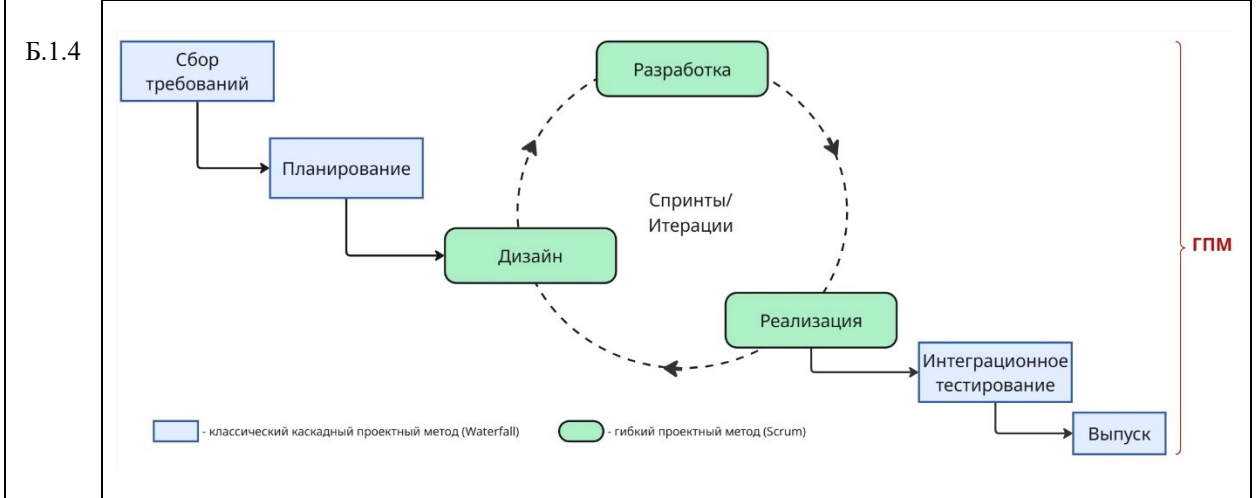 Б.1.4
Сбор
требований
Разработка
Планирование
Спринты/
Итерации
Дизайн
ГПМ
Реализация
Интеграционное
тестирование
- классический каскадный проектный метод (Waterfall)
- гибкий проектный метод (Scrum)
Выпуск